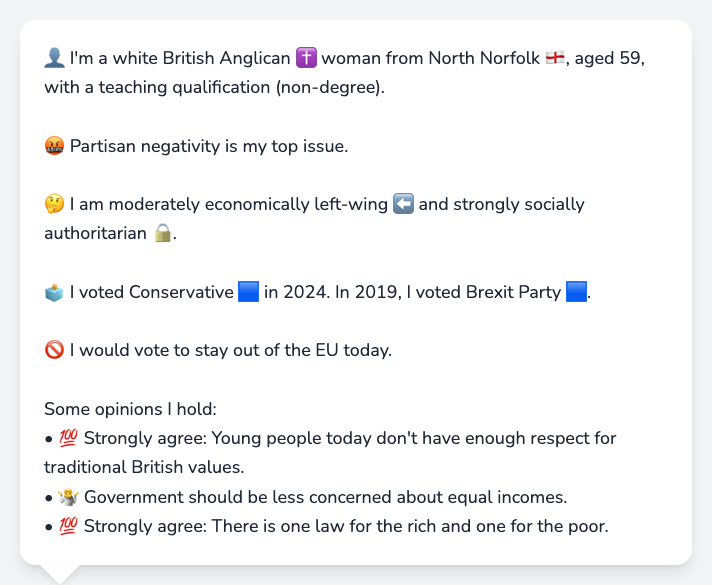 👤 I'm a white British Anglican ✝️ woman from North Norfolk 🏴󠁧󠁢󠁥󠁮󠁧󠁿, aged 59,
with a teaching qualification (non-degree).
🤬 Partisan negativity is my top issue.
🤔 I am moderately economically left-wing ⬅️ and strongly socially
authoritarian 🔒.
🗳️ I voted Conservative 🟦 in 2024. In 2019, I voted Brexit Party 🟦.
🚫 I would vote to stay out of the EU today.
Some opinions I hold:
• 💯 Strongly agree: Young people today don't have enough respect for
traditional British values.
• 🤷 Government should be less concerned about equal incomes.
• 💯 Strongly agree: There is one law for the rich and one for the poor.